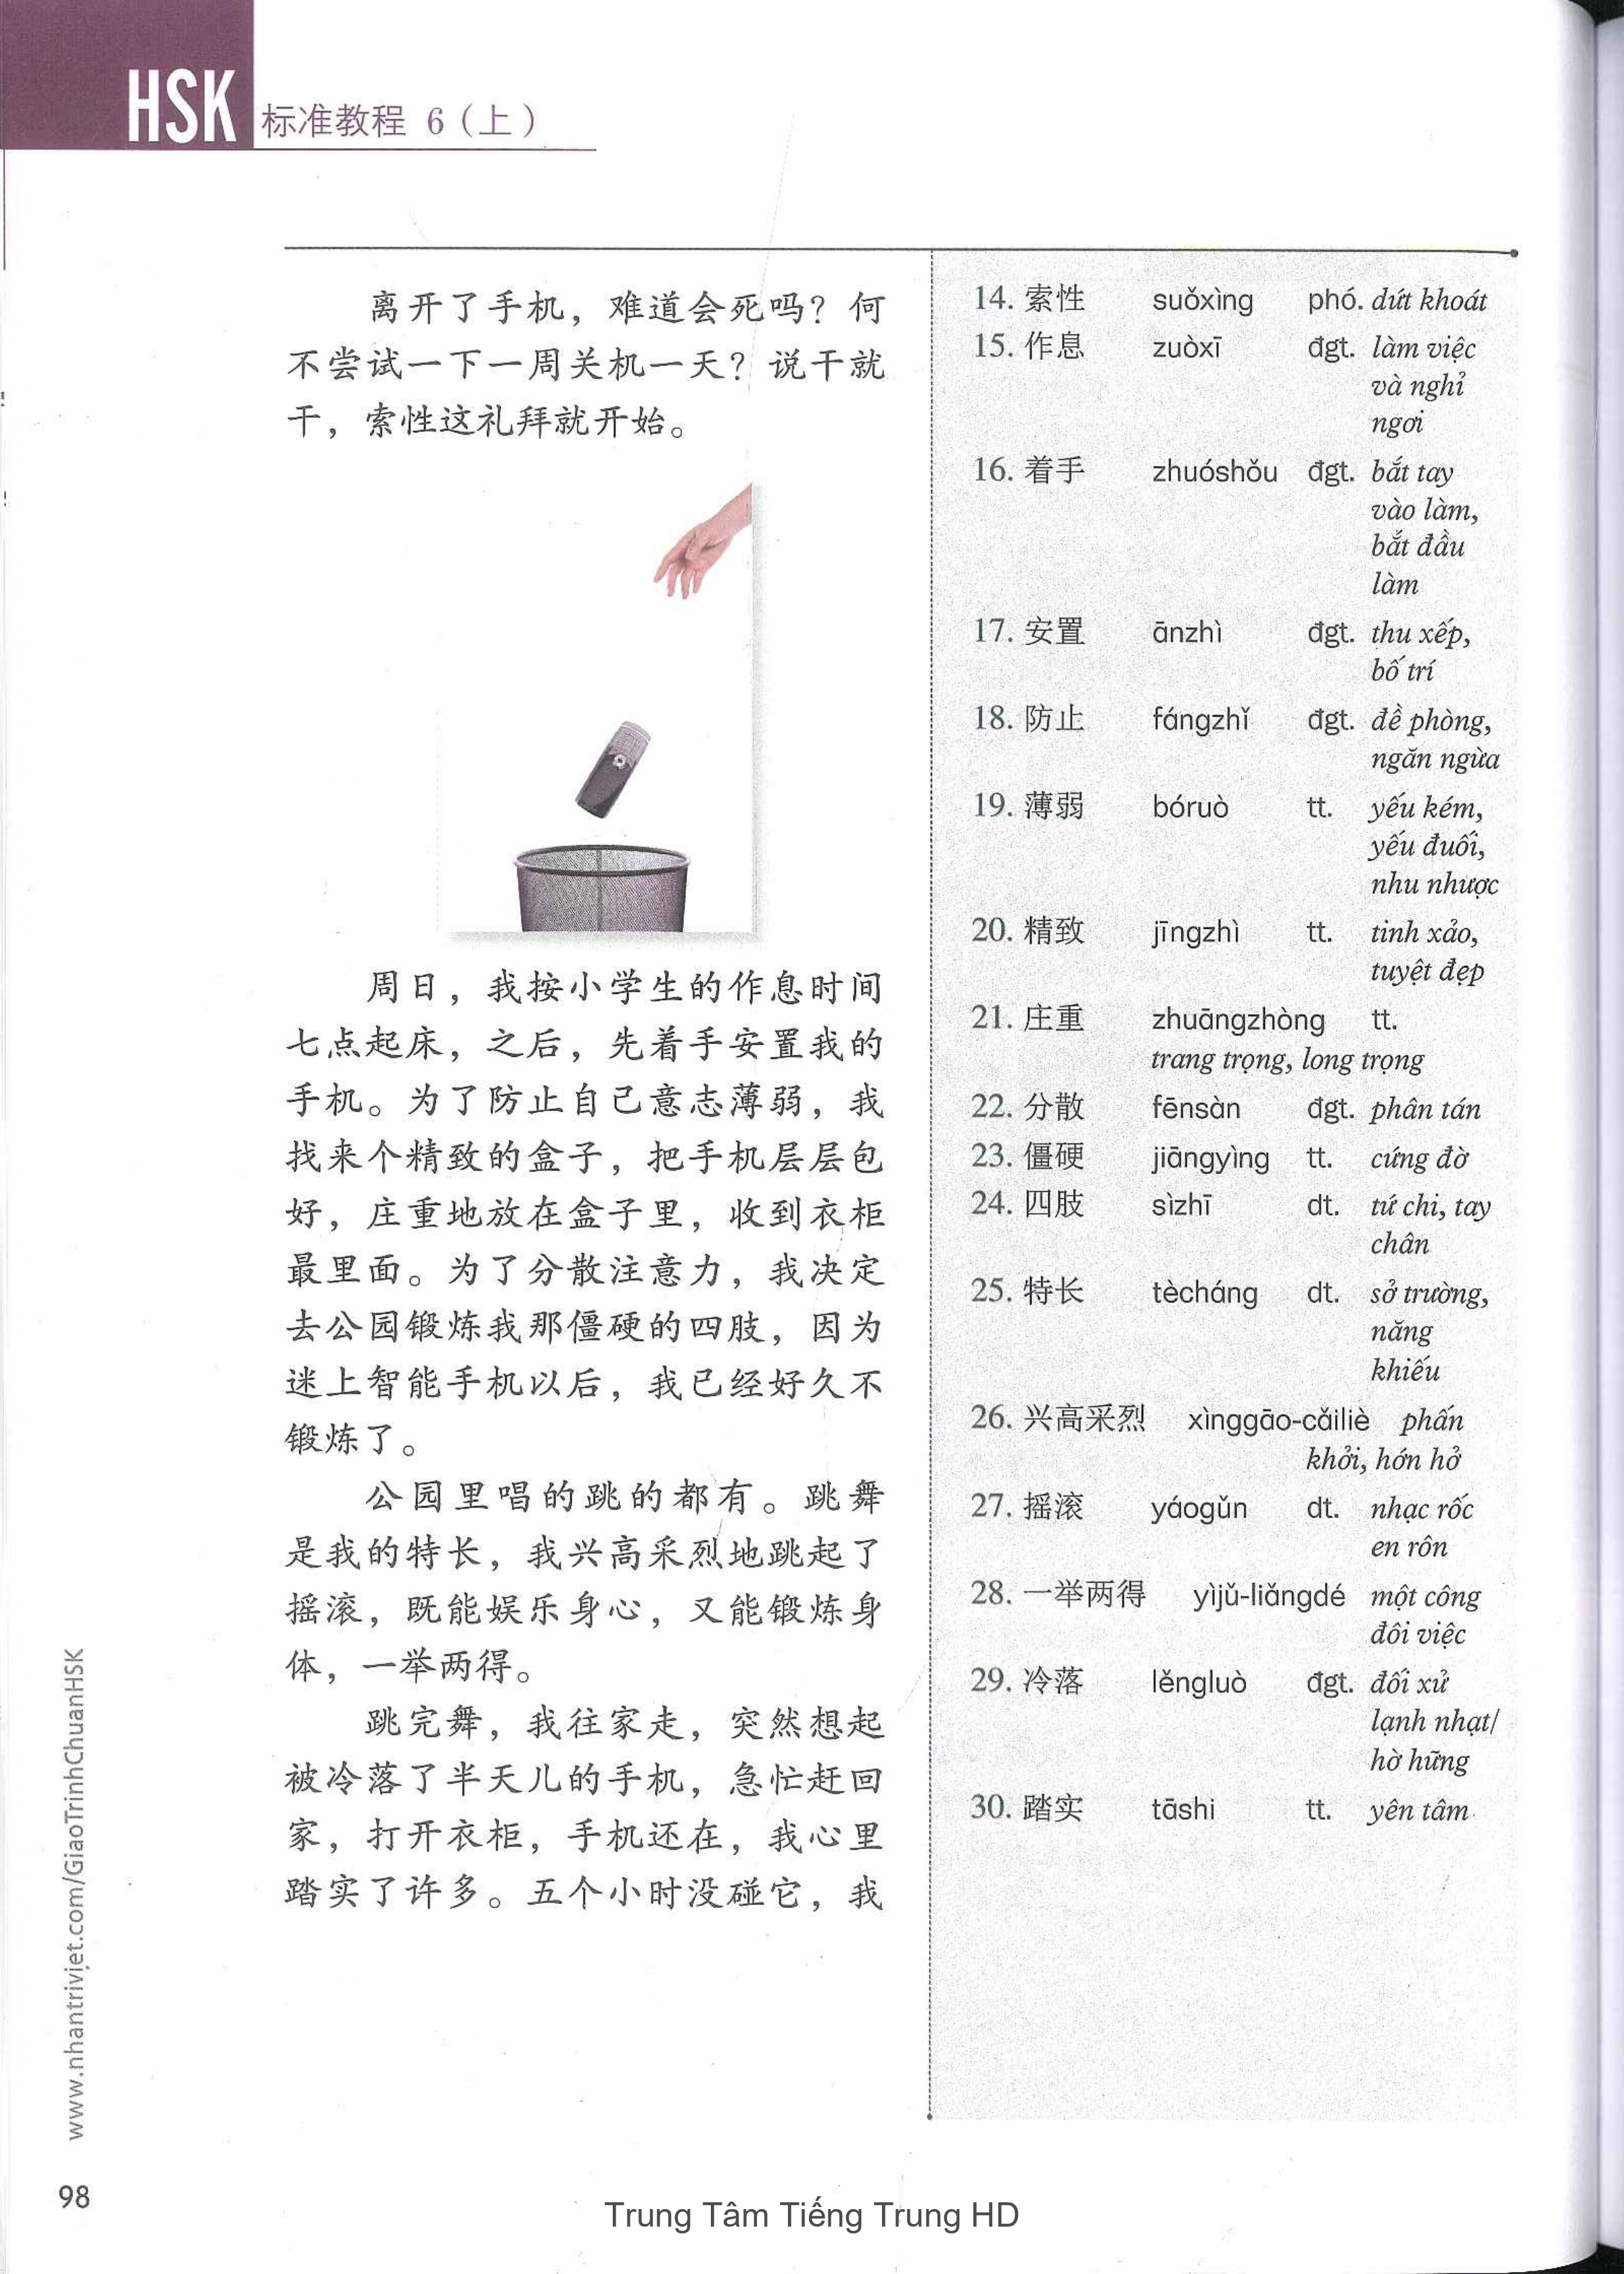 HSK 标准教程 6（上）
离开了手机，难道会死吗？何
不尝试一下一周关机一天？说干就
干，索性这礼拜就开始。
周日，我按小学生的作息时间
七点起床，之后，先着手安置我的
手机。为了防止自己意志薄弱，我
找来个精致的盒子，把手机层层包
好，庄重地放在盒子里，收到衣柜
最里面。为了分散注意力，我决定
去公园锻炼我那僵硬的四肢，因为
迷上智能手机以后，我已经好久不
锻炼了。
公园里唱的跳的都有。跳舞
是我的特长，我兴高采烈地跳起了
摇滚，既能娱乐身心，又能锻炼身
体，一举两得。
跳完舞，我往家走，突然想起
被冷落了半天儿的手机，急忙赶回
家，打开衣柜，手机还在，我心里
踏实了许多。五个小时没碰它，我
14. 索性 suǒxìng phó. dứt khoát
15. 作息 zuòxī đgt. làm việc
và nghỉ
ngơi
16. 着手 zhuóshǒu đgt. bắt tay
vào làm,
bắt đầu
làm
17. 安置 ānzhì đgt. thu xếp,
bố trí
18. 防止 fángzhǐ đgt. đề phòng,
ngăn ngừa
19. 薄弱 bóruò tt. yếu kém,
yếu đuối,
nhu nhược
20. 精致 jīngzhì tt. tinh xảo,
tuyệt đẹp
21. 庄重 zhuāngzhòng tt.
trang trọng, long trọng
22. 分散 fēnsàn đgt. phân tán
23. 僵硬 jiāngyìng tt. cứng đờ
24. 四肢 sìzhī dt. tứ chi, tay
chân
25. 特长 tècháng dt. sở trường,
năng
khiếu
26. 兴高采烈 xìnggāo-cǎiliè phấn
khởi, hớn hở
27. 摇滚 yáogǔn dt. nhạc rốc
en rôn
28. 一举两得 yìjǔ-liǎngdé một công
đôi việc
29. 冷落 lěngluò đgt. đối xử
lạnh nhạt/
hờ hững
30. 踏实 tāshi tt. yên tâm
www.nhantriviet.com/GiaoTrinhChuanHSK
98
Trung Tâm Tiếng Trung HD